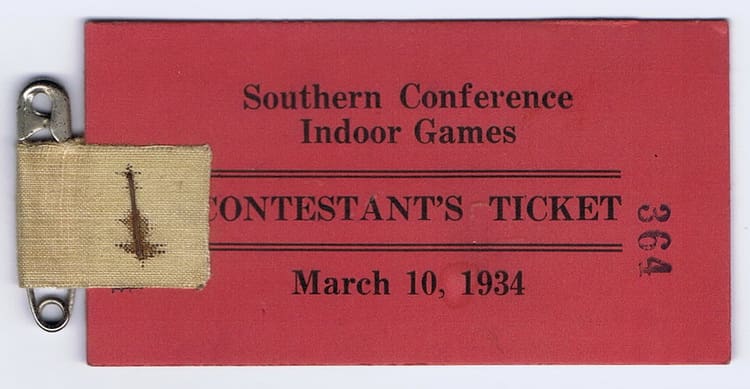 Southern Conference
Indoor Games
CONTESTANT'S TICKET
March 10, 1934
364